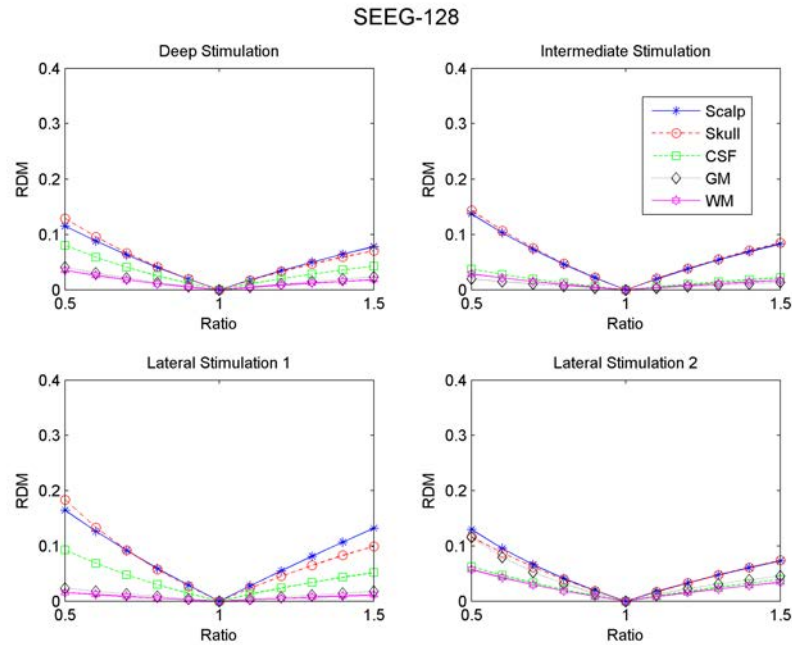 SEEG-128
Deep Stimulation
0.4
0.3
0.2
0.1
0
RDM
0.5
1
1.5
Ratio
Intermediate Stimulation
0.4
0.3
0.2
0.1
0
RDM
Scalp
Skull
CSF
GM
WM
0.5
1
1.5
Ratio
Lateral Stimulation 1
0.4
0.3
0.2
0.1
0
RDM
0.5
1
1.5
Ratio
Lateral Stimulation 2
0.4
0.3
0.2
0.1
0
RDM
0.5
1
1.5
Ratio